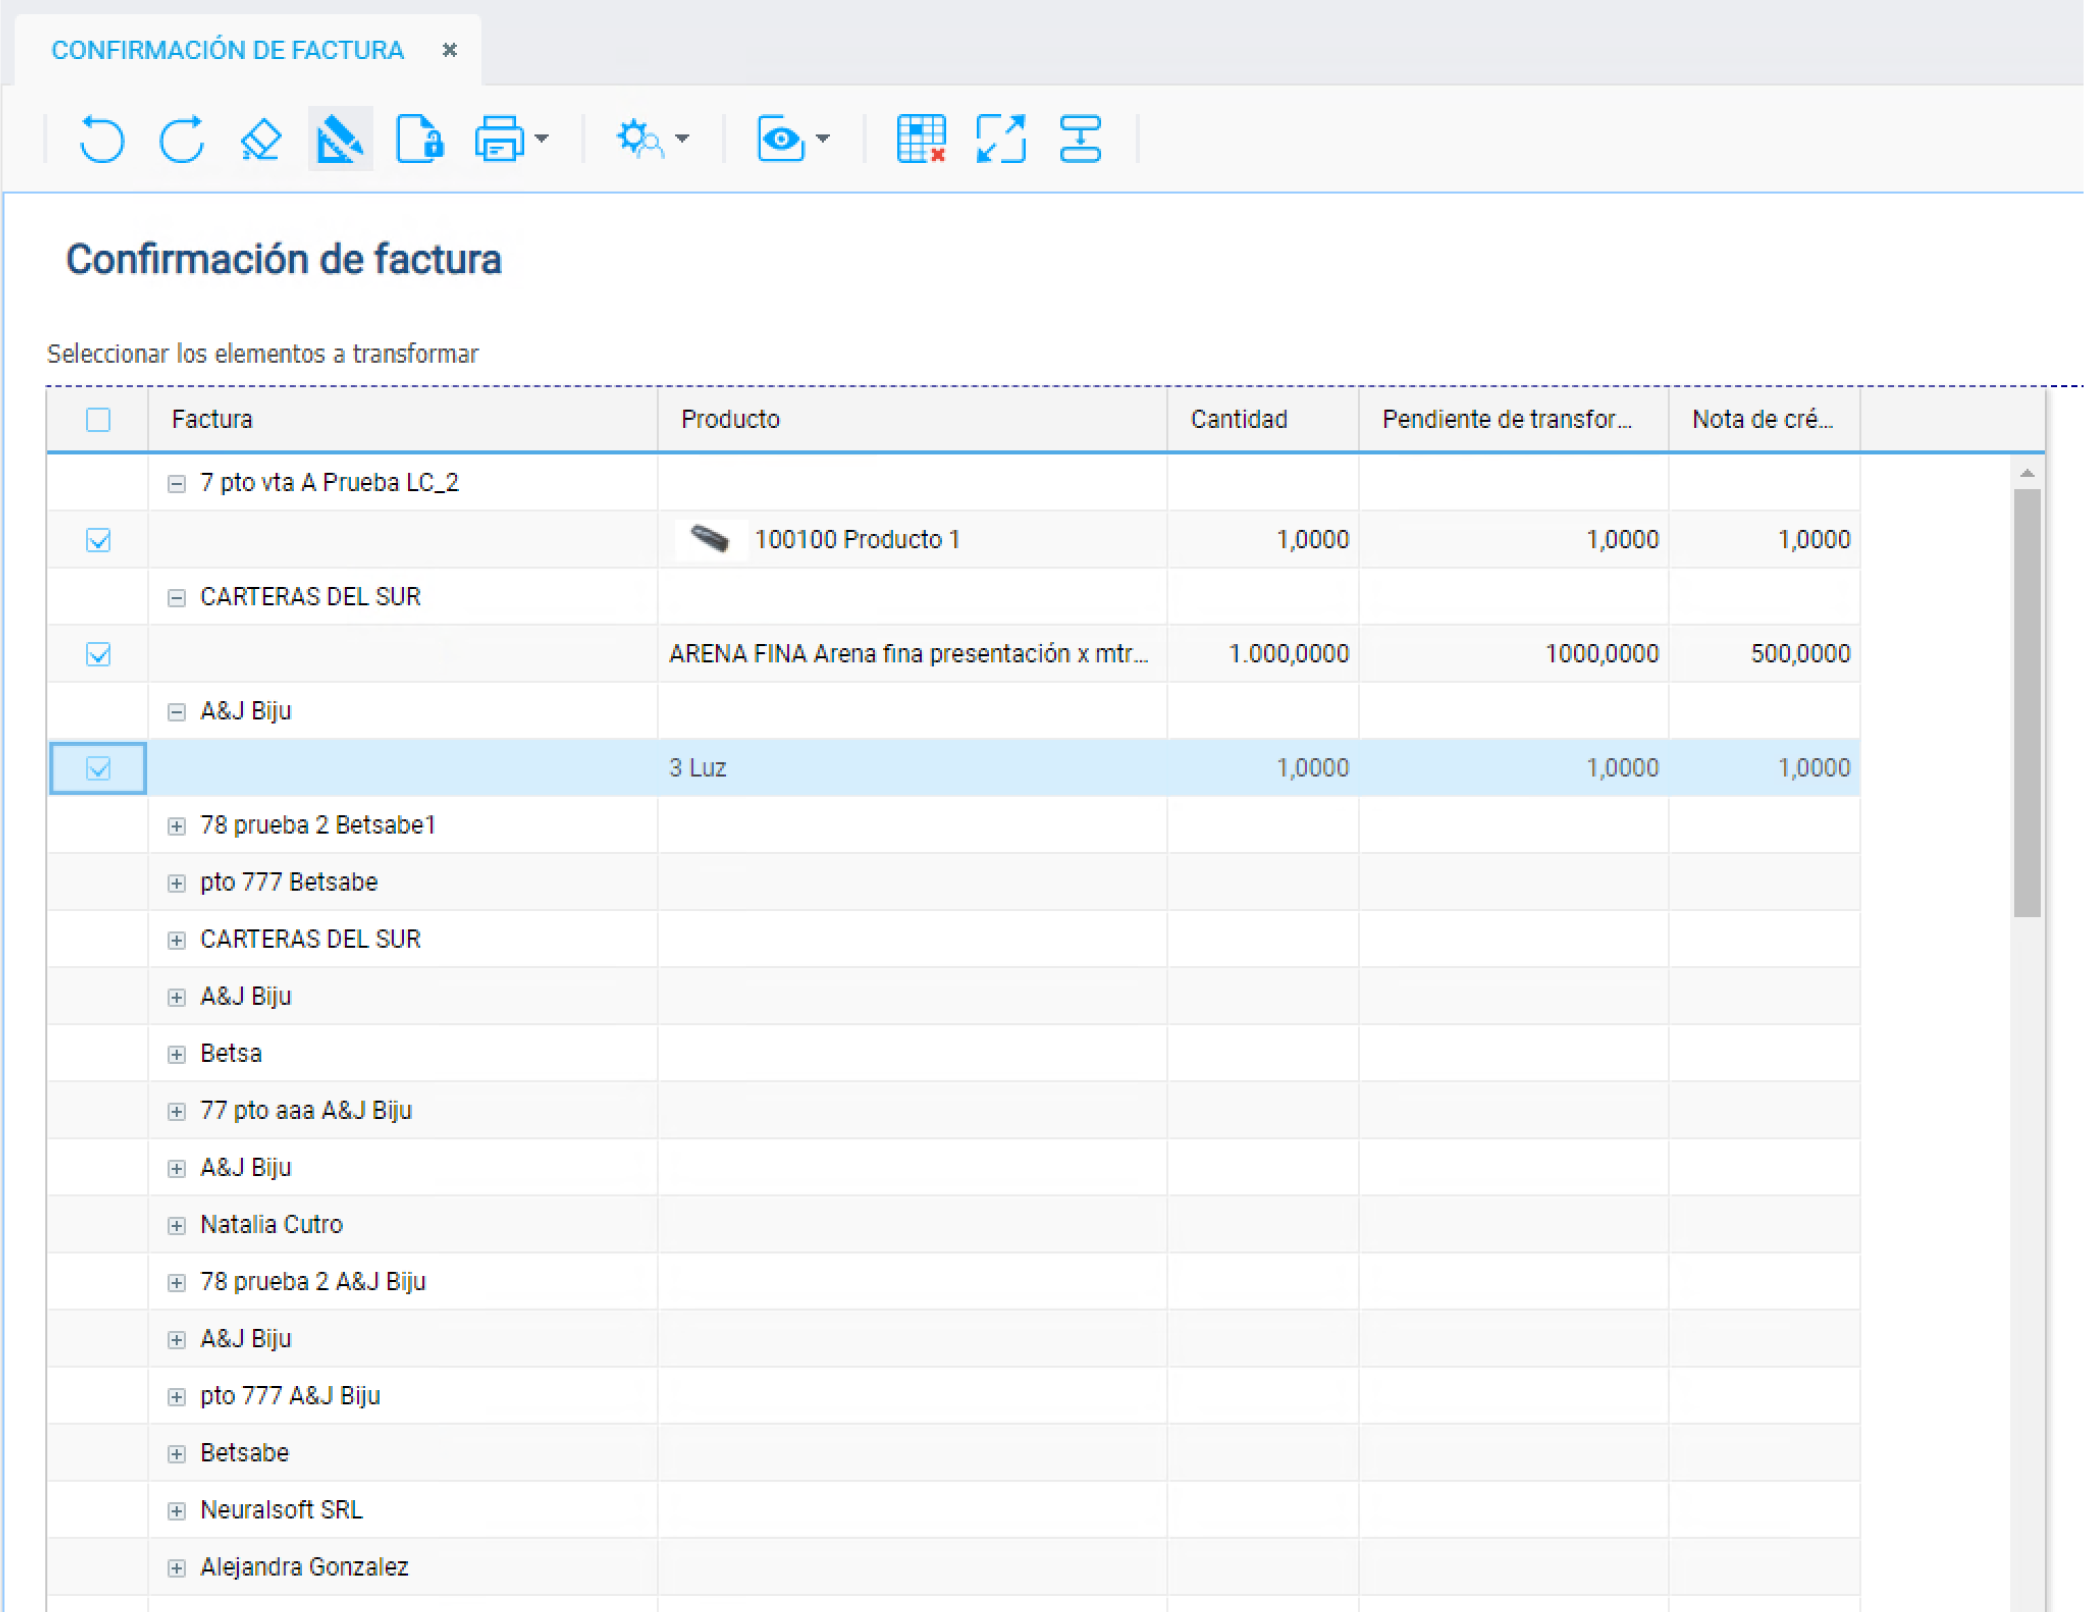 CONFIRMACIÓN DE FACTURA
Confirmación de factura
Seleccionar los elementos a transformar
Factura Producto Cantidad Pendiente de transfor... Nota de cré...
7 pto vta A Prueba LC_2
100100 Producto 1 1,0000 1,0000 1,0000
CARTERAS DEL SUR
ARENA FINA Arena fina presentación x mtr... 1.000,0000 1000,0000 500,0000
A&J Biju
3 Luz 1,0000 1,0000 1,0000
78 prueba 2 Betsabe1
pto 777 Betsabe
CARTERAS DEL SUR
A&J Biju
Betsa
77 pto aaa A&J Biju
A&J Biju
Natalia Cutro
78 prueba 2 A&J Biju
A&J Biju
pto 777 A&J Biju
Betsabe
Neuralsoft SRL
Alejandra Gonzalez